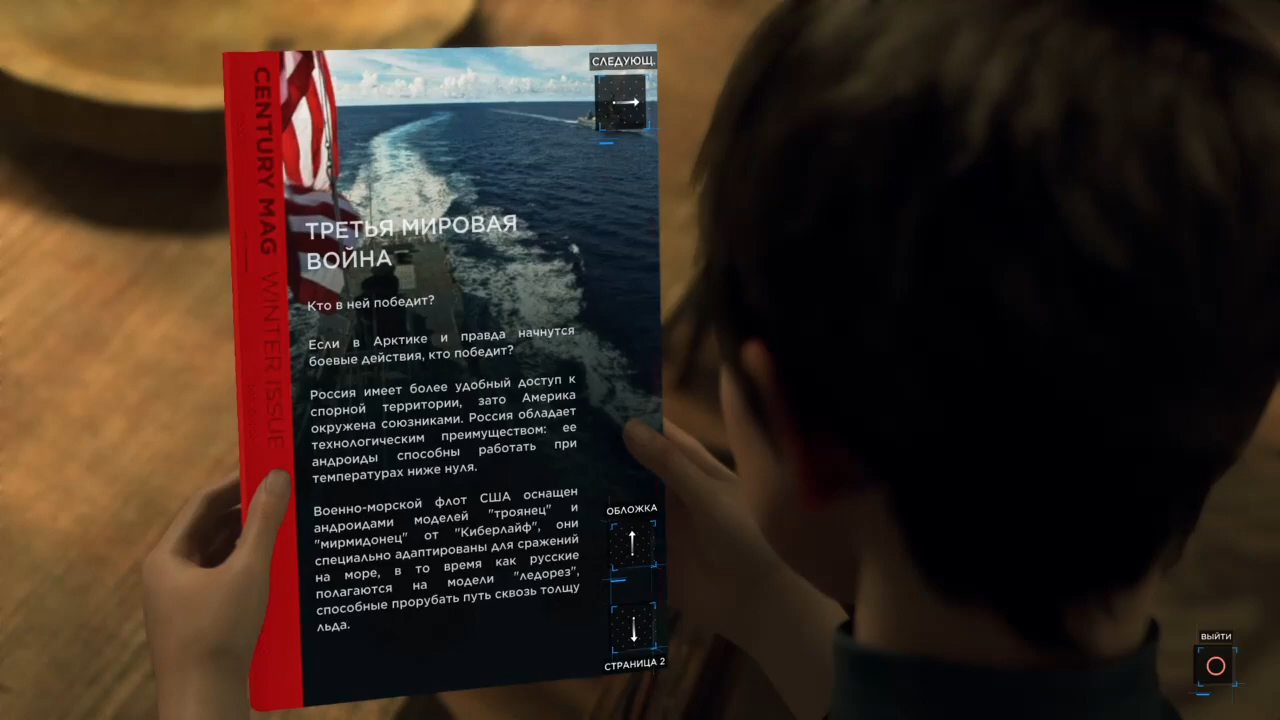 CENTURY MAG WINTER ISSUE
СЛЕДУЮЩ.
ТРЕТЬЯ МИРОВАЯ
ВОЙНА
Кто в ней победит?
Если в Арктике и правда начнутся
боевые действия, кто победит?
Россия имеет более удобный доступ к
спорной территории, зато Америка
окружена союзниками. Россия обладает
технологическим преимуществом: ее
андроиды способны работать при
температурах ниже нуля.
Военно-морской флот США оснащен
андроидами моделей "троянец" и
"мирмидонец" от "Киберлайф", они
специально адаптированы для сражений
на море, в то время как русские
полагаются на модели "ледорез",
способные прорубать путь сквозь толщу
льда.
ОБЛОЖКА
СТРАНИЦА 2
ВЫЙТИ